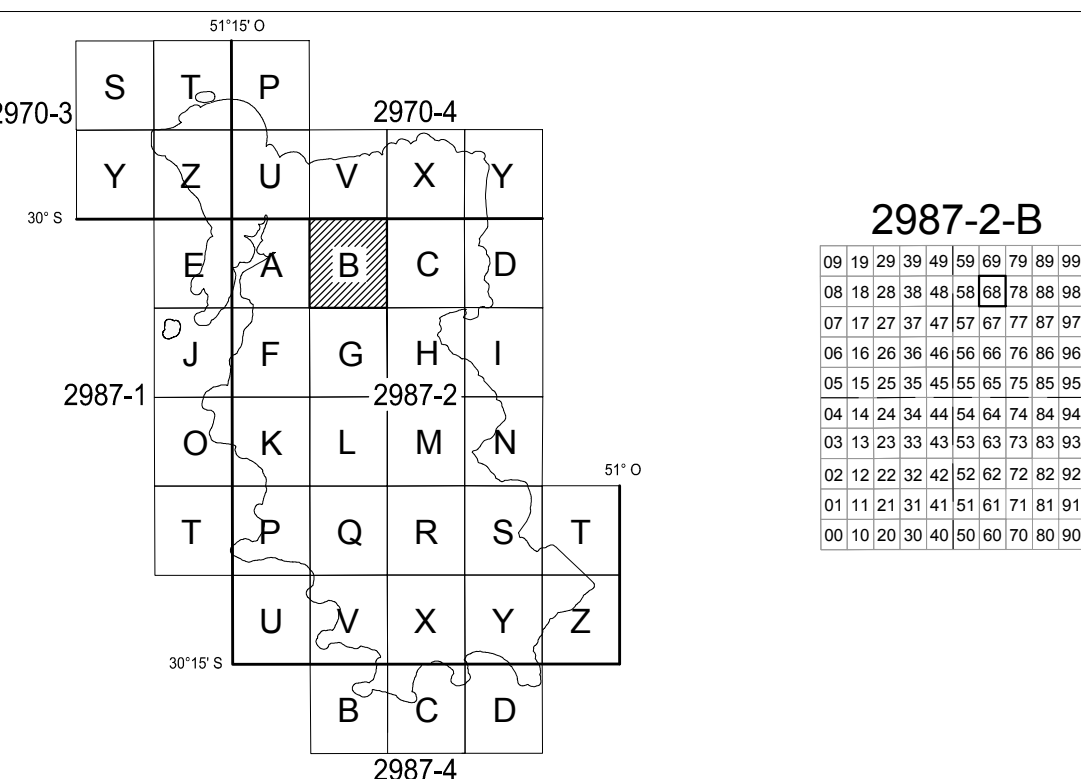 51°15' O
S T P
2970-3 2970-4
Y Z U V X Y
30° S
E A B C D
J F G H I
2987-1 2987-2
O K L M N
51° O
T P Q R S T
U V X Y Z
30°15' S
B C D
2987-4
2987-2-B
09 19 29 39 49 59 69 79 89 99
08 18 28 38 48 58 68 78 88 98
07 17 27 37 47 57 67 77 87 97
06 16 26 36 46 56 66 76 86 96
05 15 25 35 45 55 65 75 85 95
04 14 24 34 44 54 64 74 84 94
03 13 23 33 43 53 63 73 83 93
02 12 22 32 42 52 62 72 82 92
01 11 21 31 41 51 61 71 81 91
00 10 20 30 40 50 60 70 80 90